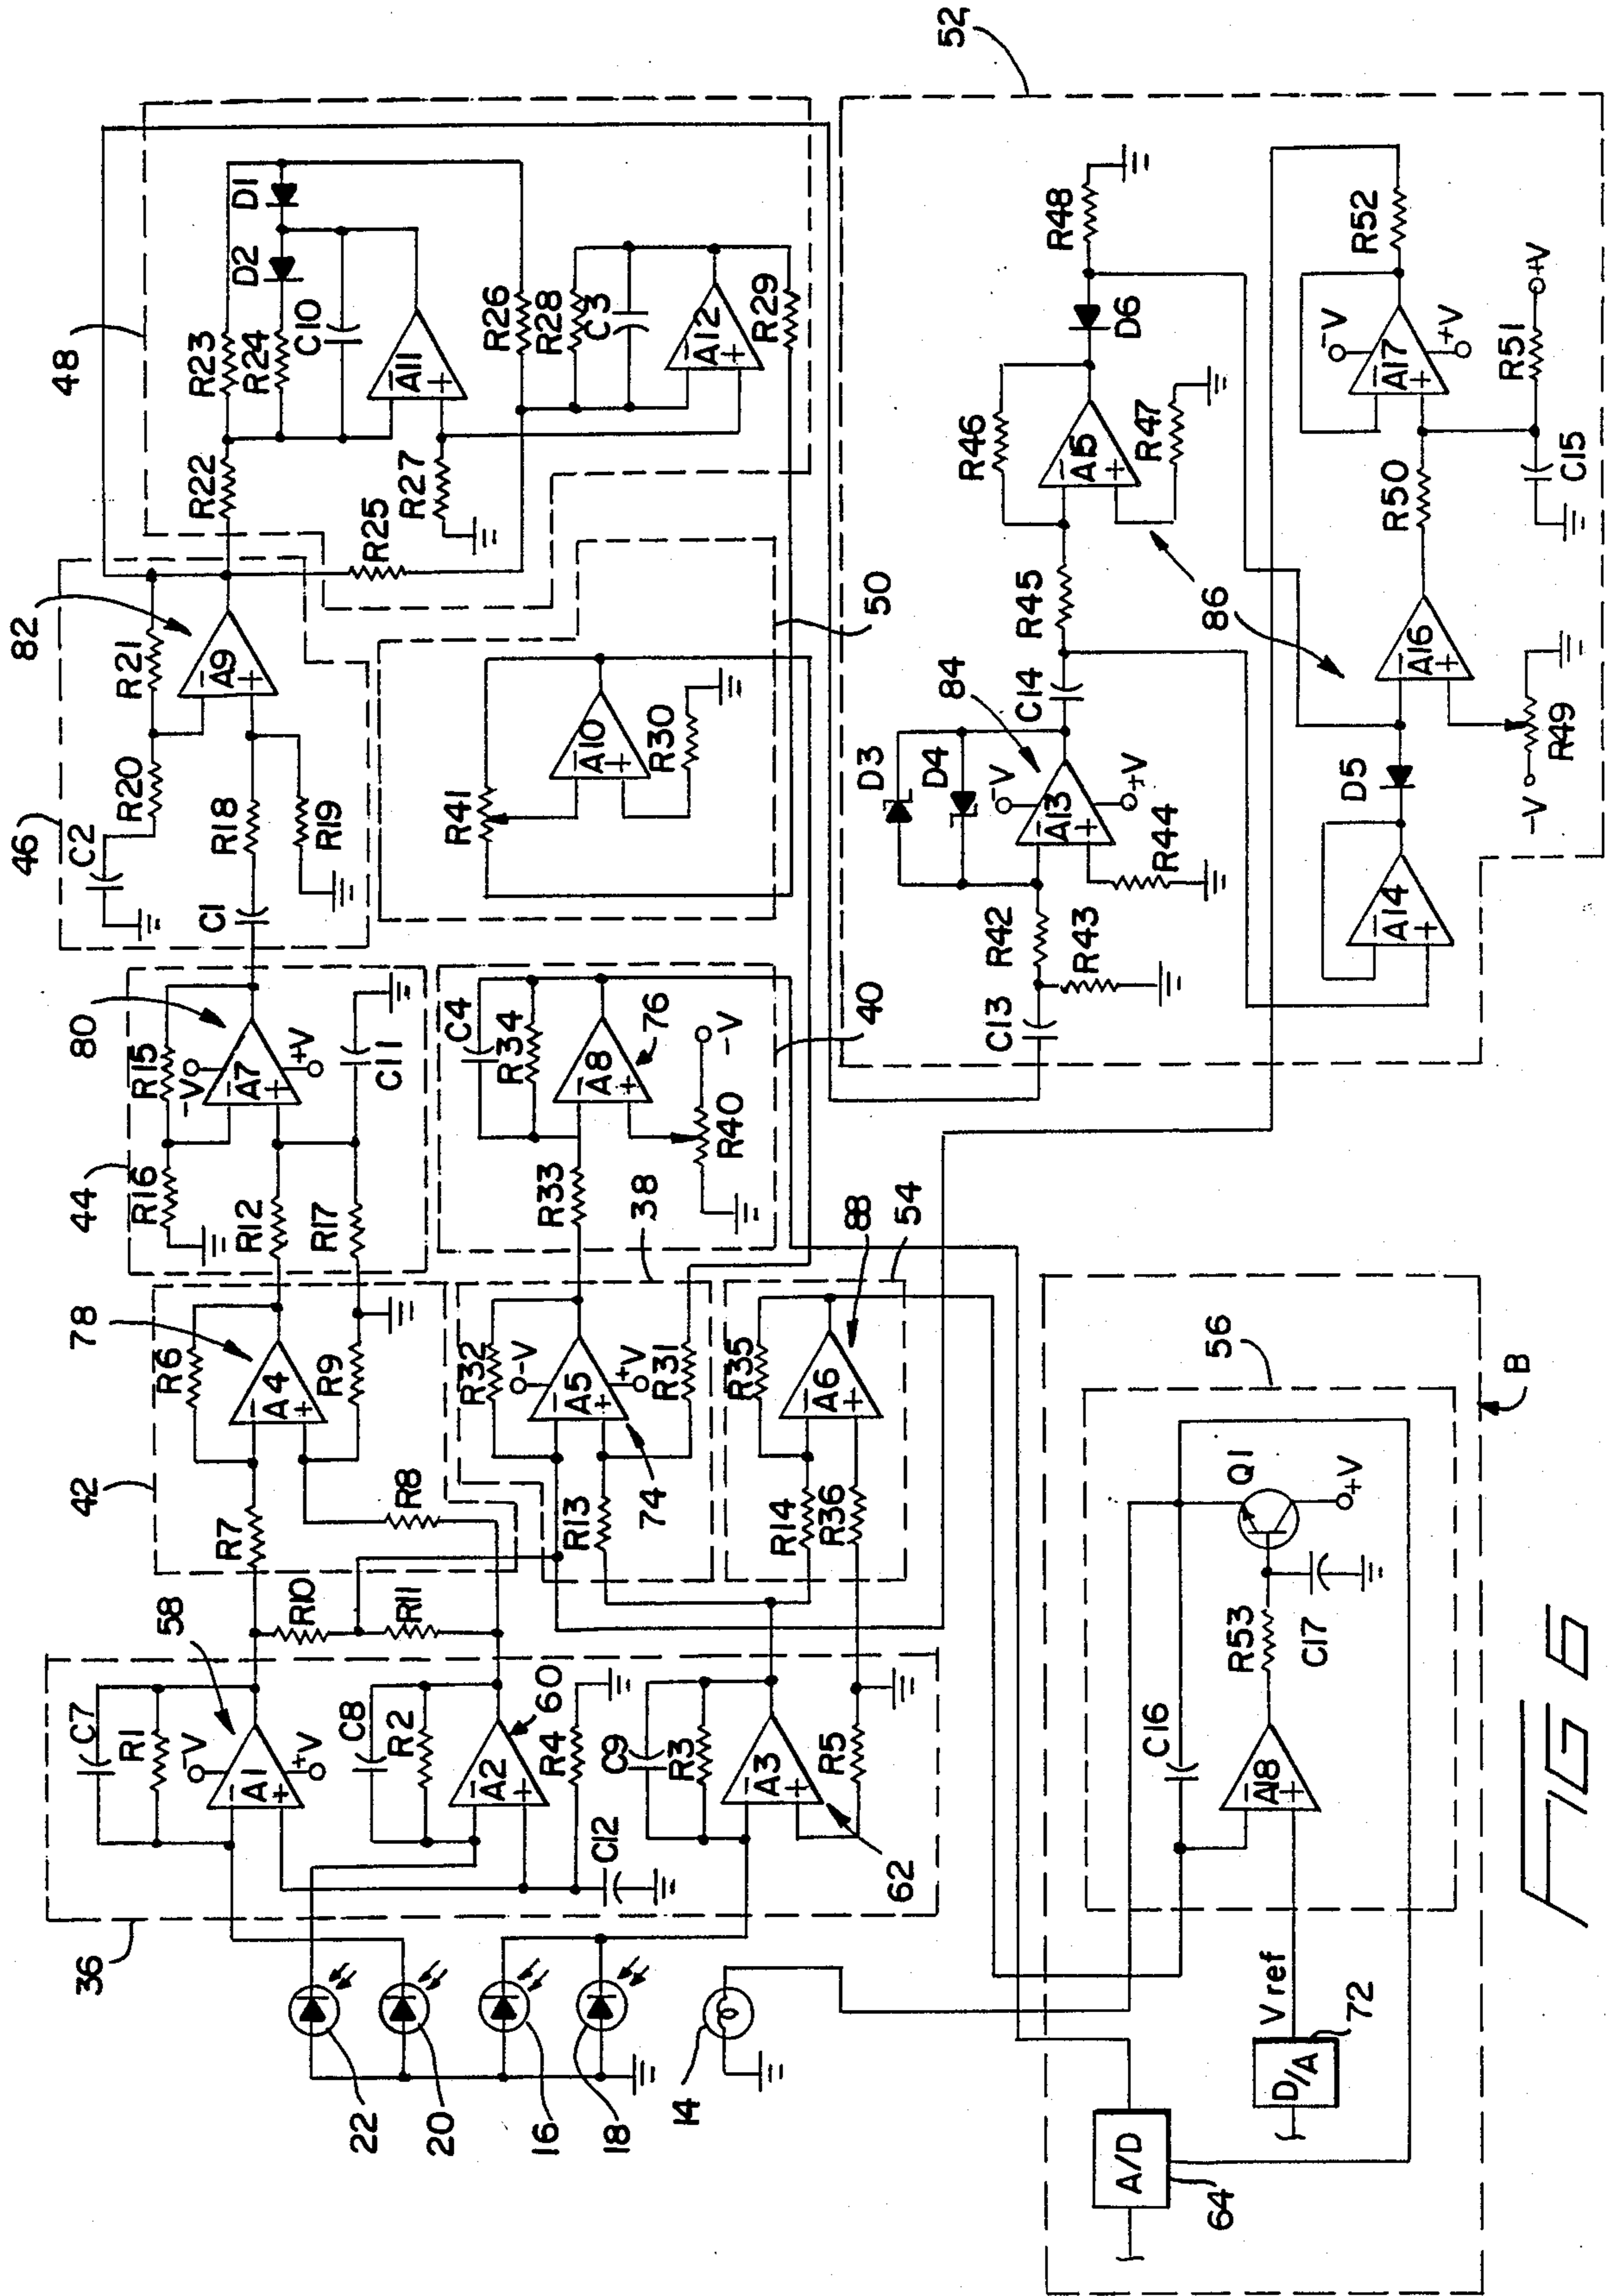 46
C2
R20
R21
82
A9
− +
R18
R19
C1
48
R22
R23
R24
D2
D1
C10
A11
− +
R25
R27
R26
R28
C3
A12
− +
R29
44
R16
R15
80
−V
A7
− +
+V
R12
R17
C11
42
R7
R6
78
A4
− +
R9
R8
36
C7
R1
58
−V
A1
− +
+V
R10
R11
C8
R2
60
A2
− +
R4
C12
C9
R3
A3
− +
R5
62
22
20
16
18
14
R32
−V
A5
− +
+V
R31
R13
74
38
R33
C4
R34
A8
− +
76
R40
−V
40
R41
A10
− +
R30
50
R35
A6
− +
88
R14
R36
54
52
C13
R42
R43
D3
D4
84
−V
A13
− +
+V
R44
C14
R45
R46
A15
− +
R47
D6
R48
86
A14
− +
D5
A16
− +
R49
−V
R50
−V
A17
− +
+V
R52
R51
+V
C15
56
B
A/D
64
D/A
72
Vref
C16
A18
− +
R53
C17
Q1
+V
FIG 6